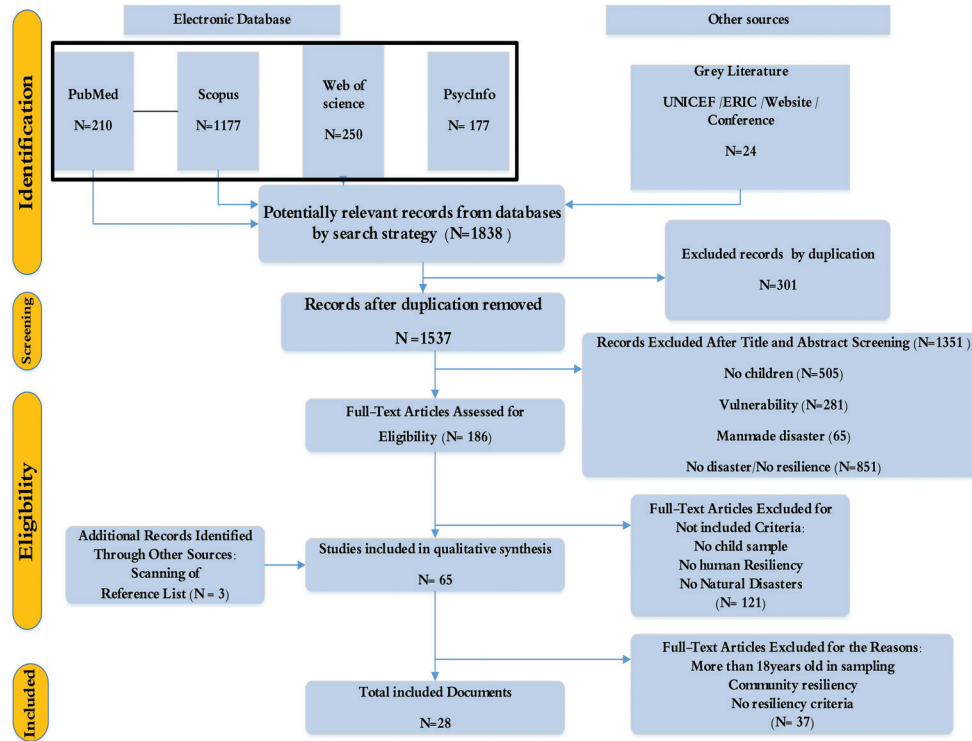 Electronic Database
Other sources
Identification
PubMed
N=210
Scopus
N=1177
Web of
science
N=250
PsycInfo
N= 177
Grey Literature
UNICEF /ERIC /Website /
Conference
N=24
Potentially relevant records from databases
by search strategy (N=1838 )
Excluded records by duplication
N=301
Screening
Records after duplication removed
N =1537
Records Excluded After Title and Abstract Screening (N=1351)
No children (N=505)
Vulnerability (N=281)
Manmade disaster (65)
No disaster/No resilience (N=851)
Eligibility
Full-Text Articles Assessed for
Eligibility (N= 186)
Full-Text Articles Excluded for
Not included Criteria:
No child sample
No human Resiliency
No Natural Disasters
(N= 121)
Additional Records Identified
Through Other Sources:
Scanning of
Reference List (N = 3)
Studies included in qualitative synthesis
N= 65
Included
Full-Text Articles Excluded for the Reasons:
More than 18years old in sampling
Community resiliency
No resiliency criteria
(N= 37)
Total included Documents
N=28